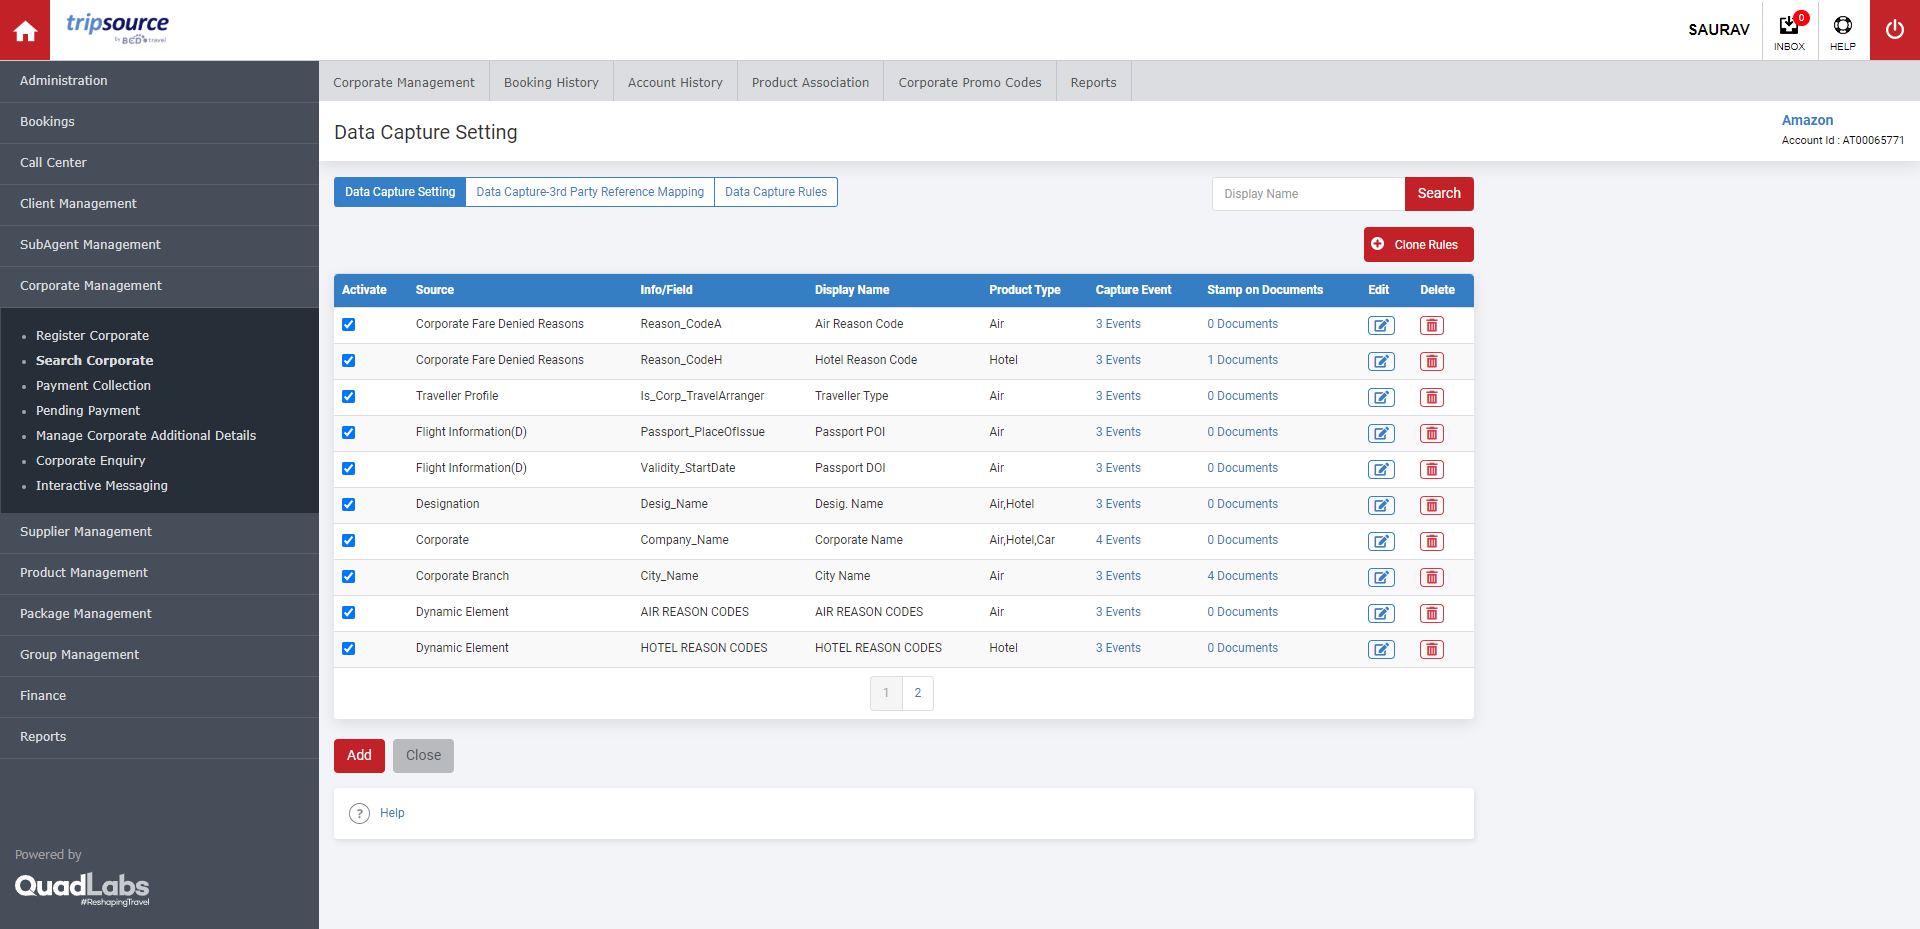 tripsource
by BCD travel
SAURAV
0
INBOX
HELP
Administration
Bookings
Call Center
Client Management
SubAgent Management
Corporate Management
Register Corporate
Search Corporate
Payment Collection
Pending Payment
Manage Corporate Additional Details
Corporate Enquiry
Interactive Messaging
Supplier Management
Product Management
Package Management
Group Management
Finance
Reports
Powered by
QuadLabs
#ReshapingTravel
Corporate Management Booking History Account History Product Association Corporate Promo Codes Reports
Data Capture Setting
Amazon
Account Id : AT00065771
Data Capture Setting Data Capture-3rd Party Reference Mapping Data Capture Rules
Display Name Search
Clone Rules
Activate Source Info/Field Display Name Product Type Capture Event Stamp on Documents Edit Delete
Corporate Fare Denied Reasons Reason_CodeA Air Reason Code Air 3 Events 0 Documents
Corporate Fare Denied Reasons Reason_CodeH Hotel Reason Code Hotel 3 Events 1 Documents
Traveller Profile Is_Corp_TravelArranger Traveller Type Air 3 Events 0 Documents
Flight Information(D) Passport_PlaceOfIssue Passport POI Air 3 Events 0 Documents
Flight Information(D) Validity_StartDate Passport DOI Air 3 Events 0 Documents
Designation Desig_Name Desig. Name Air,Hotel 3 Events 0 Documents
Corporate Company_Name Corporate Name Air,Hotel,Car 4 Events 0 Documents
Corporate Branch City_Name City Name Air 3 Events 4 Documents
Dynamic Element AIR REASON CODES AIR REASON CODES Air 3 Events 0 Documents
Dynamic Element HOTEL REASON CODES HOTEL REASON CODES Hotel 3 Events 0 Documents
1 2
Add Close
? Help